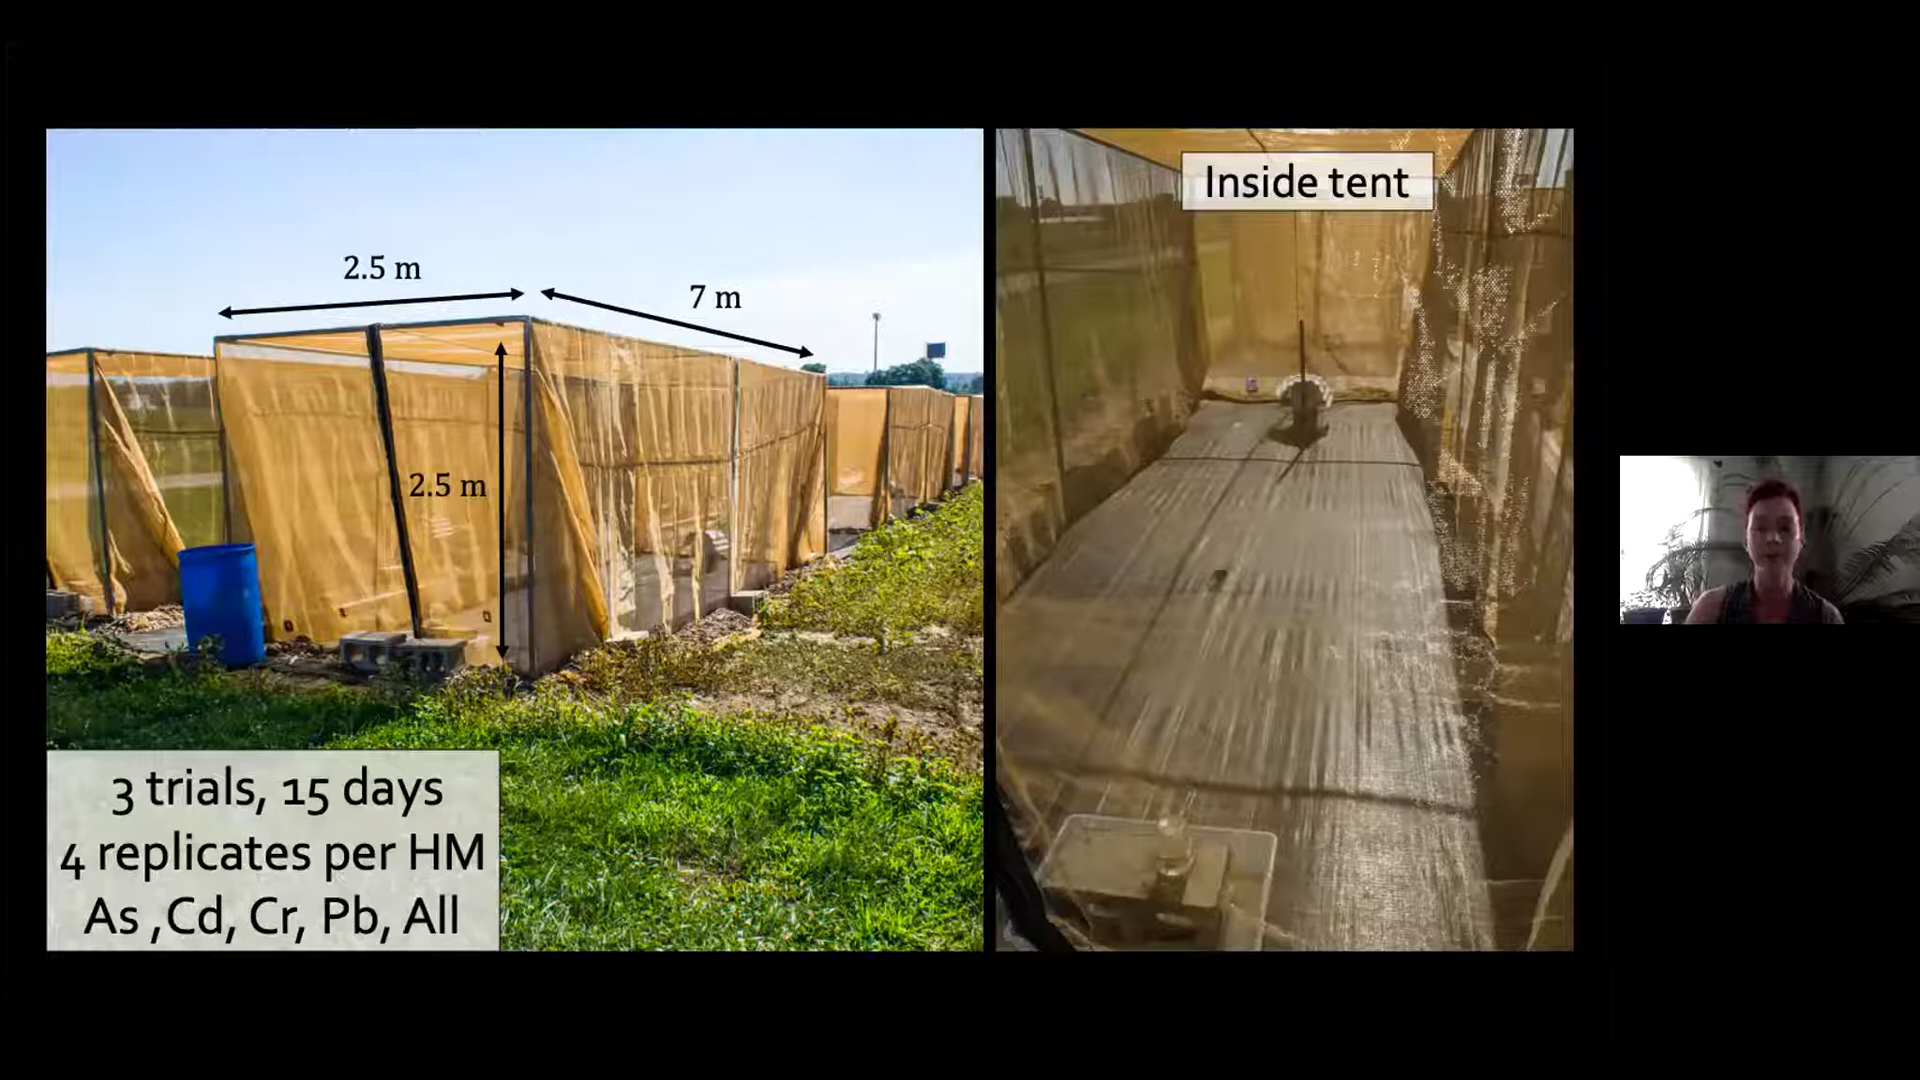 2.5 m
7 m
2.5 m
3 trials, 15 days
4 replicates per HM
As ,Cd, Cr, Pb, All
Inside tent